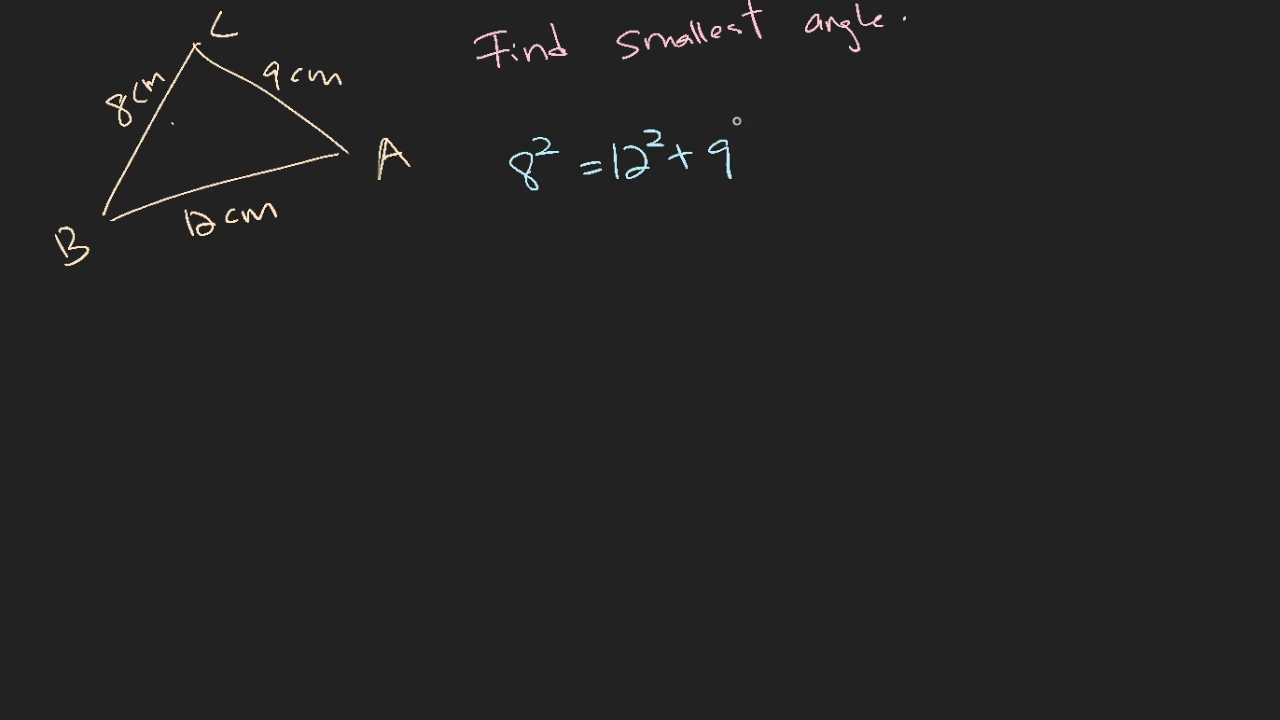 Find smallest angle.
C
8cm
9cm
A
8² = 12² + 9
12cm
B